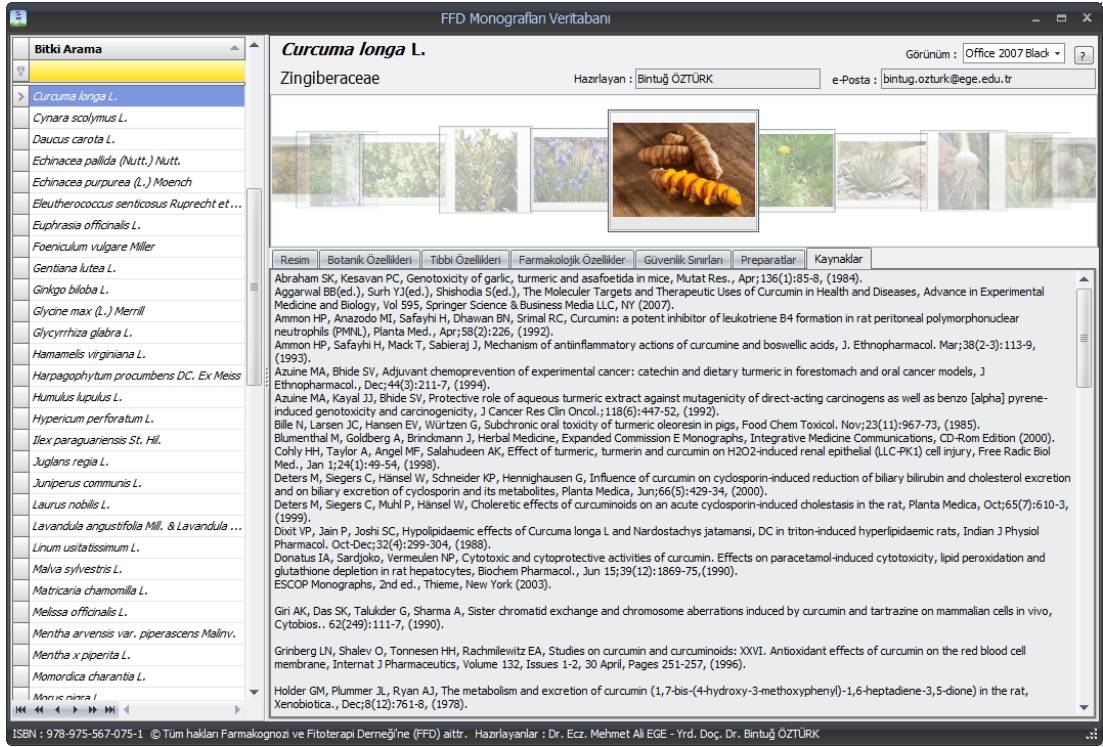 FFD Monografları Veritabanı
Bitki Arama
Curcuma longa L.
Cynara scolymus L.
Daucus carota L.
Echinacea pallida (Nutt.) Nutt.
Echinacea purpurea (L.) Moench
Eleutherococcus senticosus Ruprecht et ...
Euphrasia officinalis L.
Foeniculum vulgare Miller
Gentiana lutea L.
Ginkgo biloba L.
Glycine max (L.) Merrill
Glycyrrhiza glabra L.
Hamamelis virginiana L.
Harpagophytum procumbens DC. Ex Meiss
Humulus lupulus L.
Hypericum perforatum L.
Ilex paraguariensis St. Hil.
Juglans regia L.
Juniperus communis L.
Laurus nobilis L.
Lavandula angustifolia Mill. & Lavandula ...
Linum usitatissimum L.
Malva sylvestris L.
Matricaria chamomilla L.
Melissa officinalis L.
Mentha arvensis var. piperascens Malinv.
Mentha x piperita L.
Momordica charantia L.
Morus nigra L.
Curcuma longa L.
Görünüm : Office 2007 Black ?
Zingiberaceae
Hazırlayan : Bintuğ ÖZTÜRK
e-Posta : bintug.ozturk@ege.edu.tr
Resim Botanik Özellikleri Tıbbi Özellikleri Farmakolojik Özellikler Güvenlik Sınırları Preparatlar Kaynaklar
Abraham SK, Kesavan PC, Genotoxicity of garlic, turmeric and asafoetida in mice, Mutat Res., Apr;136(1):85-8, (1984).
Aggarwal BB(ed.), Surh YJ(ed.), Shishodia S(ed.), The Moleculer Targets and Therapeutic Uses of Curcumin in Health and Diseases, Advance in Experimental
Medicine and Biology, Vol 595, Springer Science & Business Media LLC, NY (2007).
Ammon HP, Anazodo MI, Safayhi H, Dhawan BN, Srimal RC, Curcumin: a potent inhibitor of leukotriene B4 formation in rat peritoneal polymorphonuclear
neutrophils (PMNL), Planta Med., Apr;58(2):226, (1992).
Ammon HP, Safayhi H, Mack T, Sabieraj J, Mechanism of antiinflammatory actions of curcumine and boswellic acids, J. Ethnopharmacol. Mar;38(2-3):113-9,
(1993).
Azuine MA, Bhide SV, Adjuvant chemoprevention of experimental cancer: catechin and dietary turmeric in forestomach and oral cancer models, J
Ethnopharmacol., Dec;44(3):211-7, (1994).
Azuine MA, Kayal JJ, Bhide SV, Protective role of aqueous turmeric extract against mutagenicity of direct-acting carcinogens as well as benzo [alpha] pyrene-
induced genotoxicity and carcinogenicity, J Cancer Res Clin Oncol.;118(6):447-52, (1992).
Bille N, Larsen JC, Hansen EV, Würtzen G, Subchronic oral toxicity of turmeric oleoresin in pigs, Food Chem Toxicol. Nov;23(11):967-73, (1985).
Blumenthal M, Goldberg A, Brinckmann J, Herbal Medicine, Expanded Commission E Monographs, Integrative Medicine Communications, CD-Rom Edition (2000).
Cohly HH, Taylor A, Angel MF, Salahudeen AK, Effect of turmeric, turmerin and curcumin on H2O2-induced renal epithelial (LLC-PK1) cell injury, Free Radic Biol
Med., Jan 1;24(1):49-54, (1998).
Deters M, Siegers C, Hänsel W, Schneider KP, Hennighausen G, Influence of curcumin on cyclosporin-induced reduction of biliary bilirubin and cholesterol excretion
and on biliary excretion of cyclosporin and its metabolites, Planta Medica, Jun;66(5):429-34, (2000).
Deters M, Siegers C, Muhl P, Hänsel W, Choleretic effects of curcuminoids on an acute cyclosporin-induced cholestasis in the rat, Planta Medica, Oct;65(7):610-3,
(1999).
Dixit VP, Jain P, Joshi SC, Hypolipidaemic effects of Curcuma longa L and Nardostachys jatamansi, DC in triton-induced hyperlipidaemic rats, Indian J Physiol
Pharmacol. Oct-Dec;32(4):299-304, (1988).
Donatus IA, Sardjoko, Vermeulen NP, Cytotoxic and cytoprotective activities of curcumin. Effects on paracetamol-induced cytotoxicity, lipid peroxidation and
glutathione depletion in rat hepatocytes, Biochem Pharmacol., Jun 15;39(12):1869-75,(1990).
ESCOP Monographs, 2nd ed., Thieme, New York (2003).
Giri AK, Das SK, Talukder G, Sharma A, Sister chromatid exchange and chromosome aberrations induced by curcumin and tartrazine on mammalian cells in vivo,
Cytobios.. 62(249):111-7, (1990).
Grinberg LN, Shalev O, Tonnesen HH, Rachmilewitz EA, Studies on curcumin and curcuminoids: XXVI. Antioxidant effects of curcumin on the red blood cell
membrane, Internat J Pharmaceutics, Volume 132, Issues 1-2, 30 April, Pages 251-257, (1996).
Holder GM, Plummer JL, Ryan AJ, The metabolism and excretion of curcumin (1,7-bis-(4-hydroxy-3-methoxyphenyl)-1,6-heptadiene-3,5-dione) in the rat,
Xenobiotica., Dec;8(12):761-8, (1978).
ISBN : 978-975-567-075-1 © Tüm hakları Farmakognozi ve Fitoterapi Derneği'ne (FFD) aittr. Hazırlayanlar : Dr. Ecz. Mehmet Ali EGE - Yrd. Doç. Dr. Bintuğ ÖZTÜRK